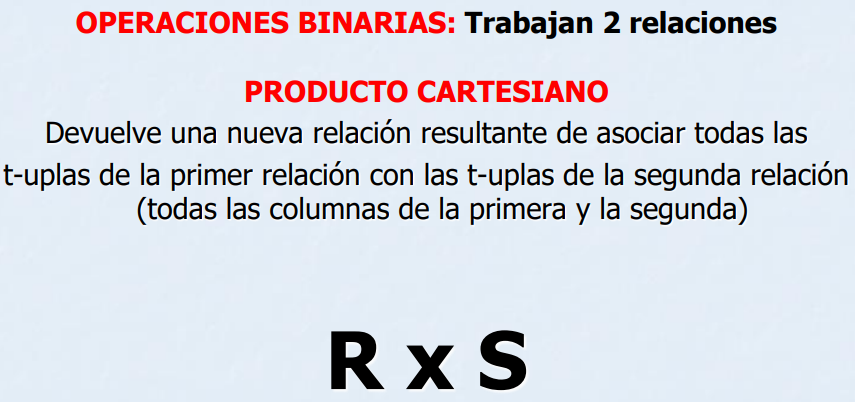 OPERACIONES BINARIAS: Trabajan 2 relaciones
PRODUCTO CARTESIANO
Devuelve una nueva relación resultante de asociar todas las
t-uplas de la primer relación con las t-uplas de la segunda relación
(todas las columnas de la primera y la segunda)
R x S